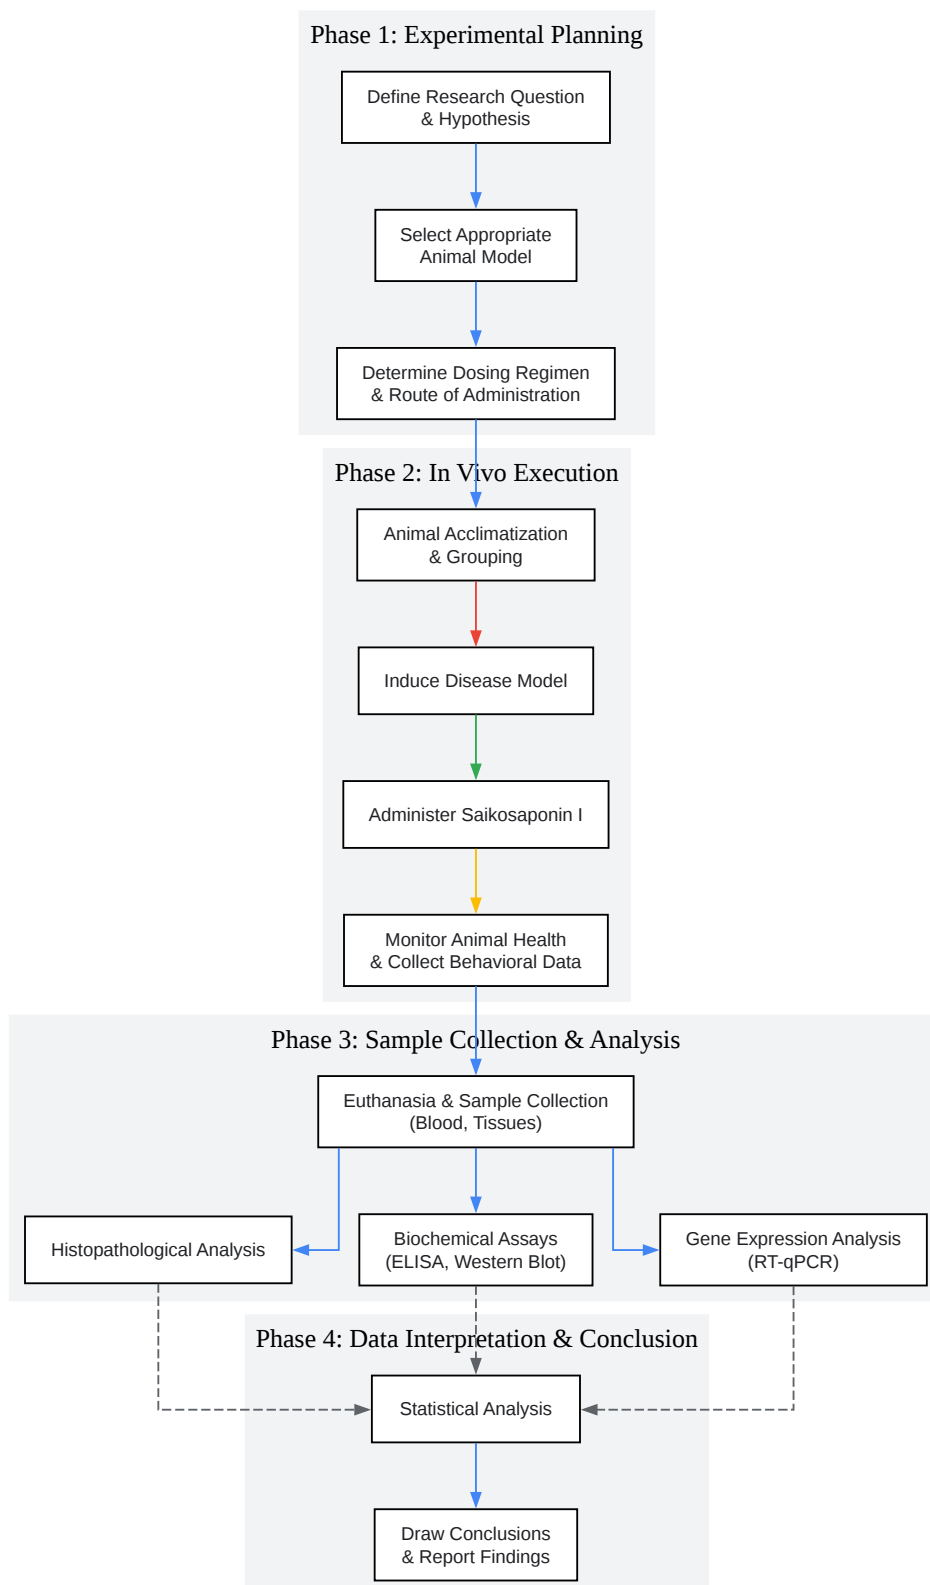 Phase 1: Experimental Planning
Define Research Question
& Hypothesis
Select Appropriate
Animal Model
Determine Dosing Regimen
& Route of Administration
Phase 2: In Vivo Execution
Animal Acclimatization
& Grouping
Induce Disease Model
Administer Saikosaponin I
Monitor Animal Health
& Collect Behavioral Data
Phase 3: Sample Collection & Analysis
Euthanasia & Sample Collection
(Blood, Tissues)
Histopathological Analysis
Biochemical Assays
(ELISA, Western Blot)
Gene Expression Analysis
(RT-qPCR)
Phase 4: Data Interpretation & Conclusion
Statistical Analysis
Draw Conclusions
& Report Findings